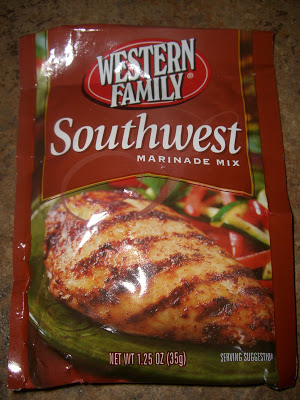 WESTERN
FAMILY®
Southwest
MARINADE MIX
NET WT 1.25 OZ (35g)
SERVING SUGGESTION